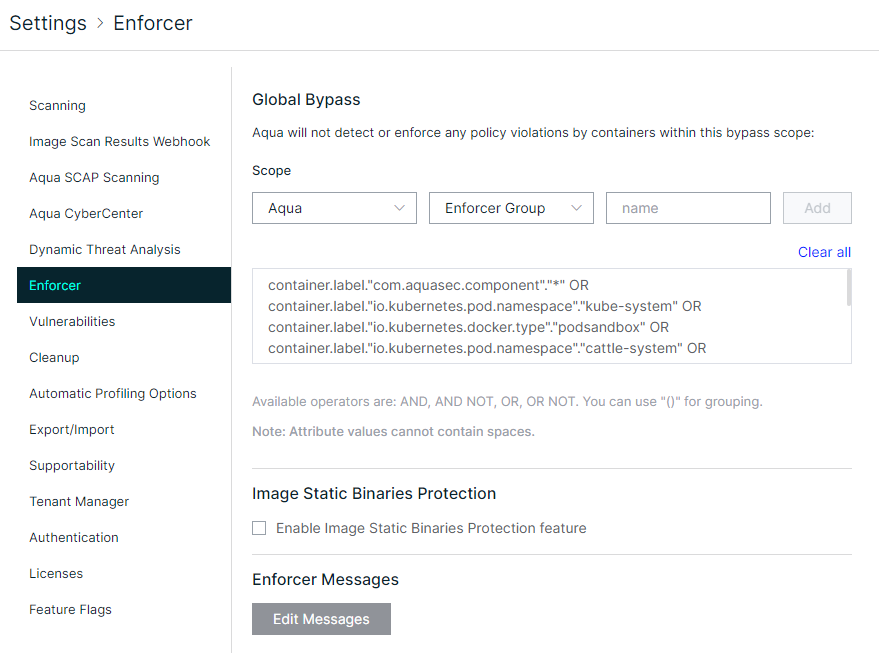 Settings > Enforcer
Scanning
Image Scan Results Webhook
Aqua SCAP Scanning
Aqua CyberCenter
Dynamic Threat Analysis
Enforcer
Vulnerabilities
Cleanup
Automatic Profiling Options
Export/Import
Supportability
Tenant Manager
Authentication
Licenses
Feature Flags
Global Bypass
Aqua will not detect or enforce any policy violations by containers within this bypass scope:
Scope
Aqua
Enforcer Group
name
Add
Clear all
container.label."com.aquasec.component"."*" OR
container.label."io.kubernetes.pod.namespace"."kube-system" OR
container.label."io.kubernetes.docker.type"."podsandbox" OR
container.label."io.kubernetes.pod.namespace"."cattle-system" OR
Available operators are: AND, AND NOT, OR, OR NOT. You can use "()" for grouping.
Note: Attribute values cannot contain spaces.
Image Static Binaries Protection
Enable Image Static Binaries Protection feature
Enforcer Messages
Edit Messages